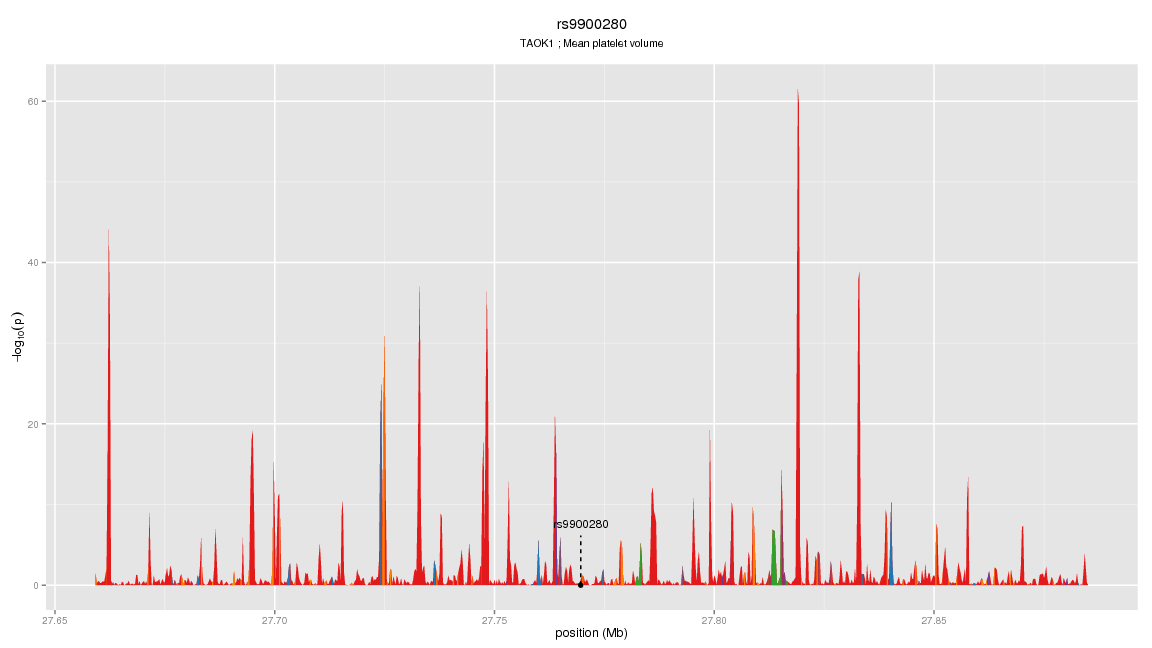 rs9900280
TAOK1 ; Mean platelet volume
60
40
20
0
−log10(p)
rs9900280
27.65 27.70 27.75 27.80 27.85
position (Mb)